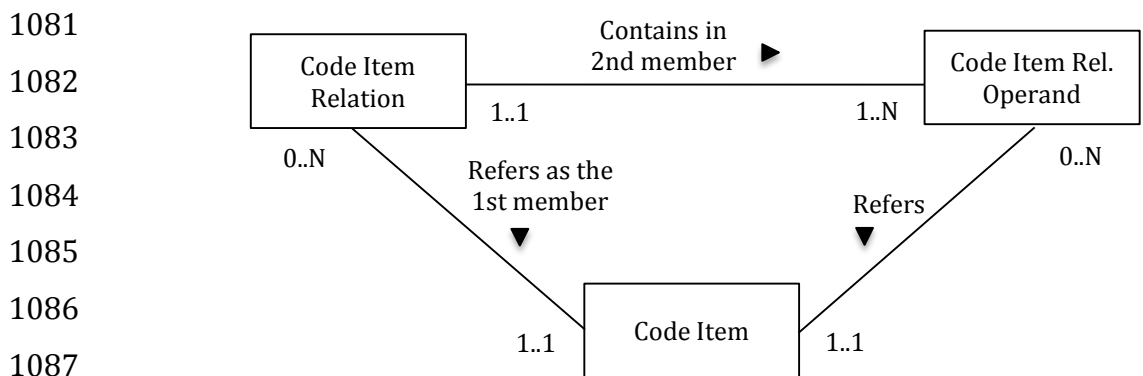 1081
Contains in
2nd member ►
Code Item
Relation
Code Item Rel.
Operand
1082
1..1
1..N
1083
0..N
0..N
Refers as the
1st member
▼
1084
Refers
▼
1085
1086
Code Item
1..1
1..1
1087